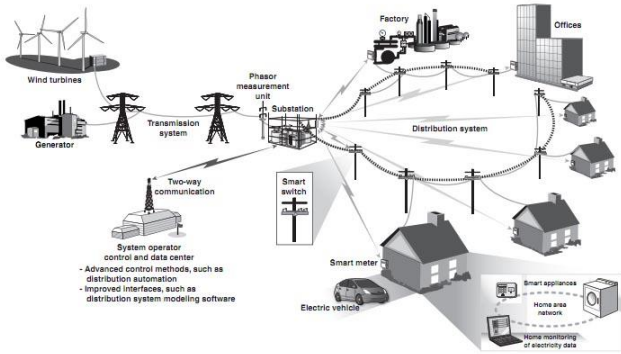 Factory
Offices
Wind turbines
Phasor
measurement
unit
Substation
Transmission
system
Generator
Distribution system
Two-way
communication
Smart
switch
System operator
control and data center
- Advanced control methods, such as
distribution automation
- Improved interfaces, such as
distribution system modeling software
Smart meter
Electric vehicle
Smart appliances
Home area
network
Home monitoring
of electricity data